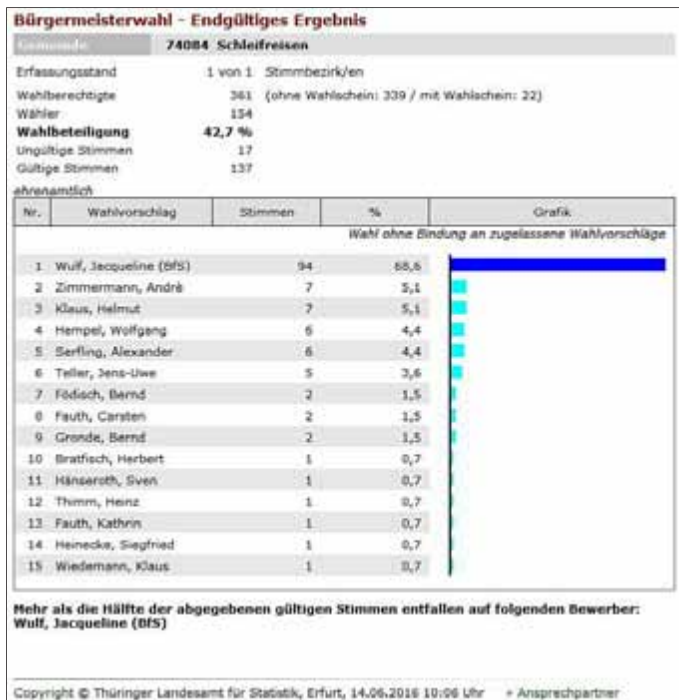 Bürgermeisterwahl - Endgültiges Ergebnis
Gemeinde 74084 Schleifreisen
Erfassungsstand 1 von 1 Stimmbezirk/en
Wahlberechtigte 361 (ohne Wahlschein: 339 / mit Wahlschein: 22)
Wähler 154
Wahlbeteiligung 42,7 %
Ungültige Stimmen 17
Gültige Stimmen 137
ehrenamtlich
Nr. Wahlvorschlag Stimmen % Grafik
Wahl ohne Bindung an zugelassene Wahlvorschläge
1 Wulf, Jacqueline (BfS) 94 68,6
2 Zimmermann, Andrè 7 5,1
3 Klaus, Helmut 7 5,1
4 Hempel, Wolfgang 6 4,4
5 Serfling, Alexander 6 4,4
6 Teller, Jens-Uwe 5 3,6
7 Födisch, Bernd 2 1,5
8 Fauth, Carsten 2 1,5
9 Gronde, Bernd 2 1,5
10 Bratfisch, Herbert 1 0,7
11 Hänseroth, Sven 1 0,7
12 Thimm, Heinz 1 0,7
13 Fauth, Kathrin 1 0,7
14 Heinecke, Siegfried 1 0,7
15 Wiedemann, Klaus 1 0,7
Mehr als die Hälfte der abgegebenen gültigen Stimmen entfallen auf folgenden Bewerber:
Wulf, Jacqueline (BfS)
Copyright © Thüringer Landesamt für Statistik, Erfurt, 14.06.2016 10:06 Uhr » Ansprechpartner